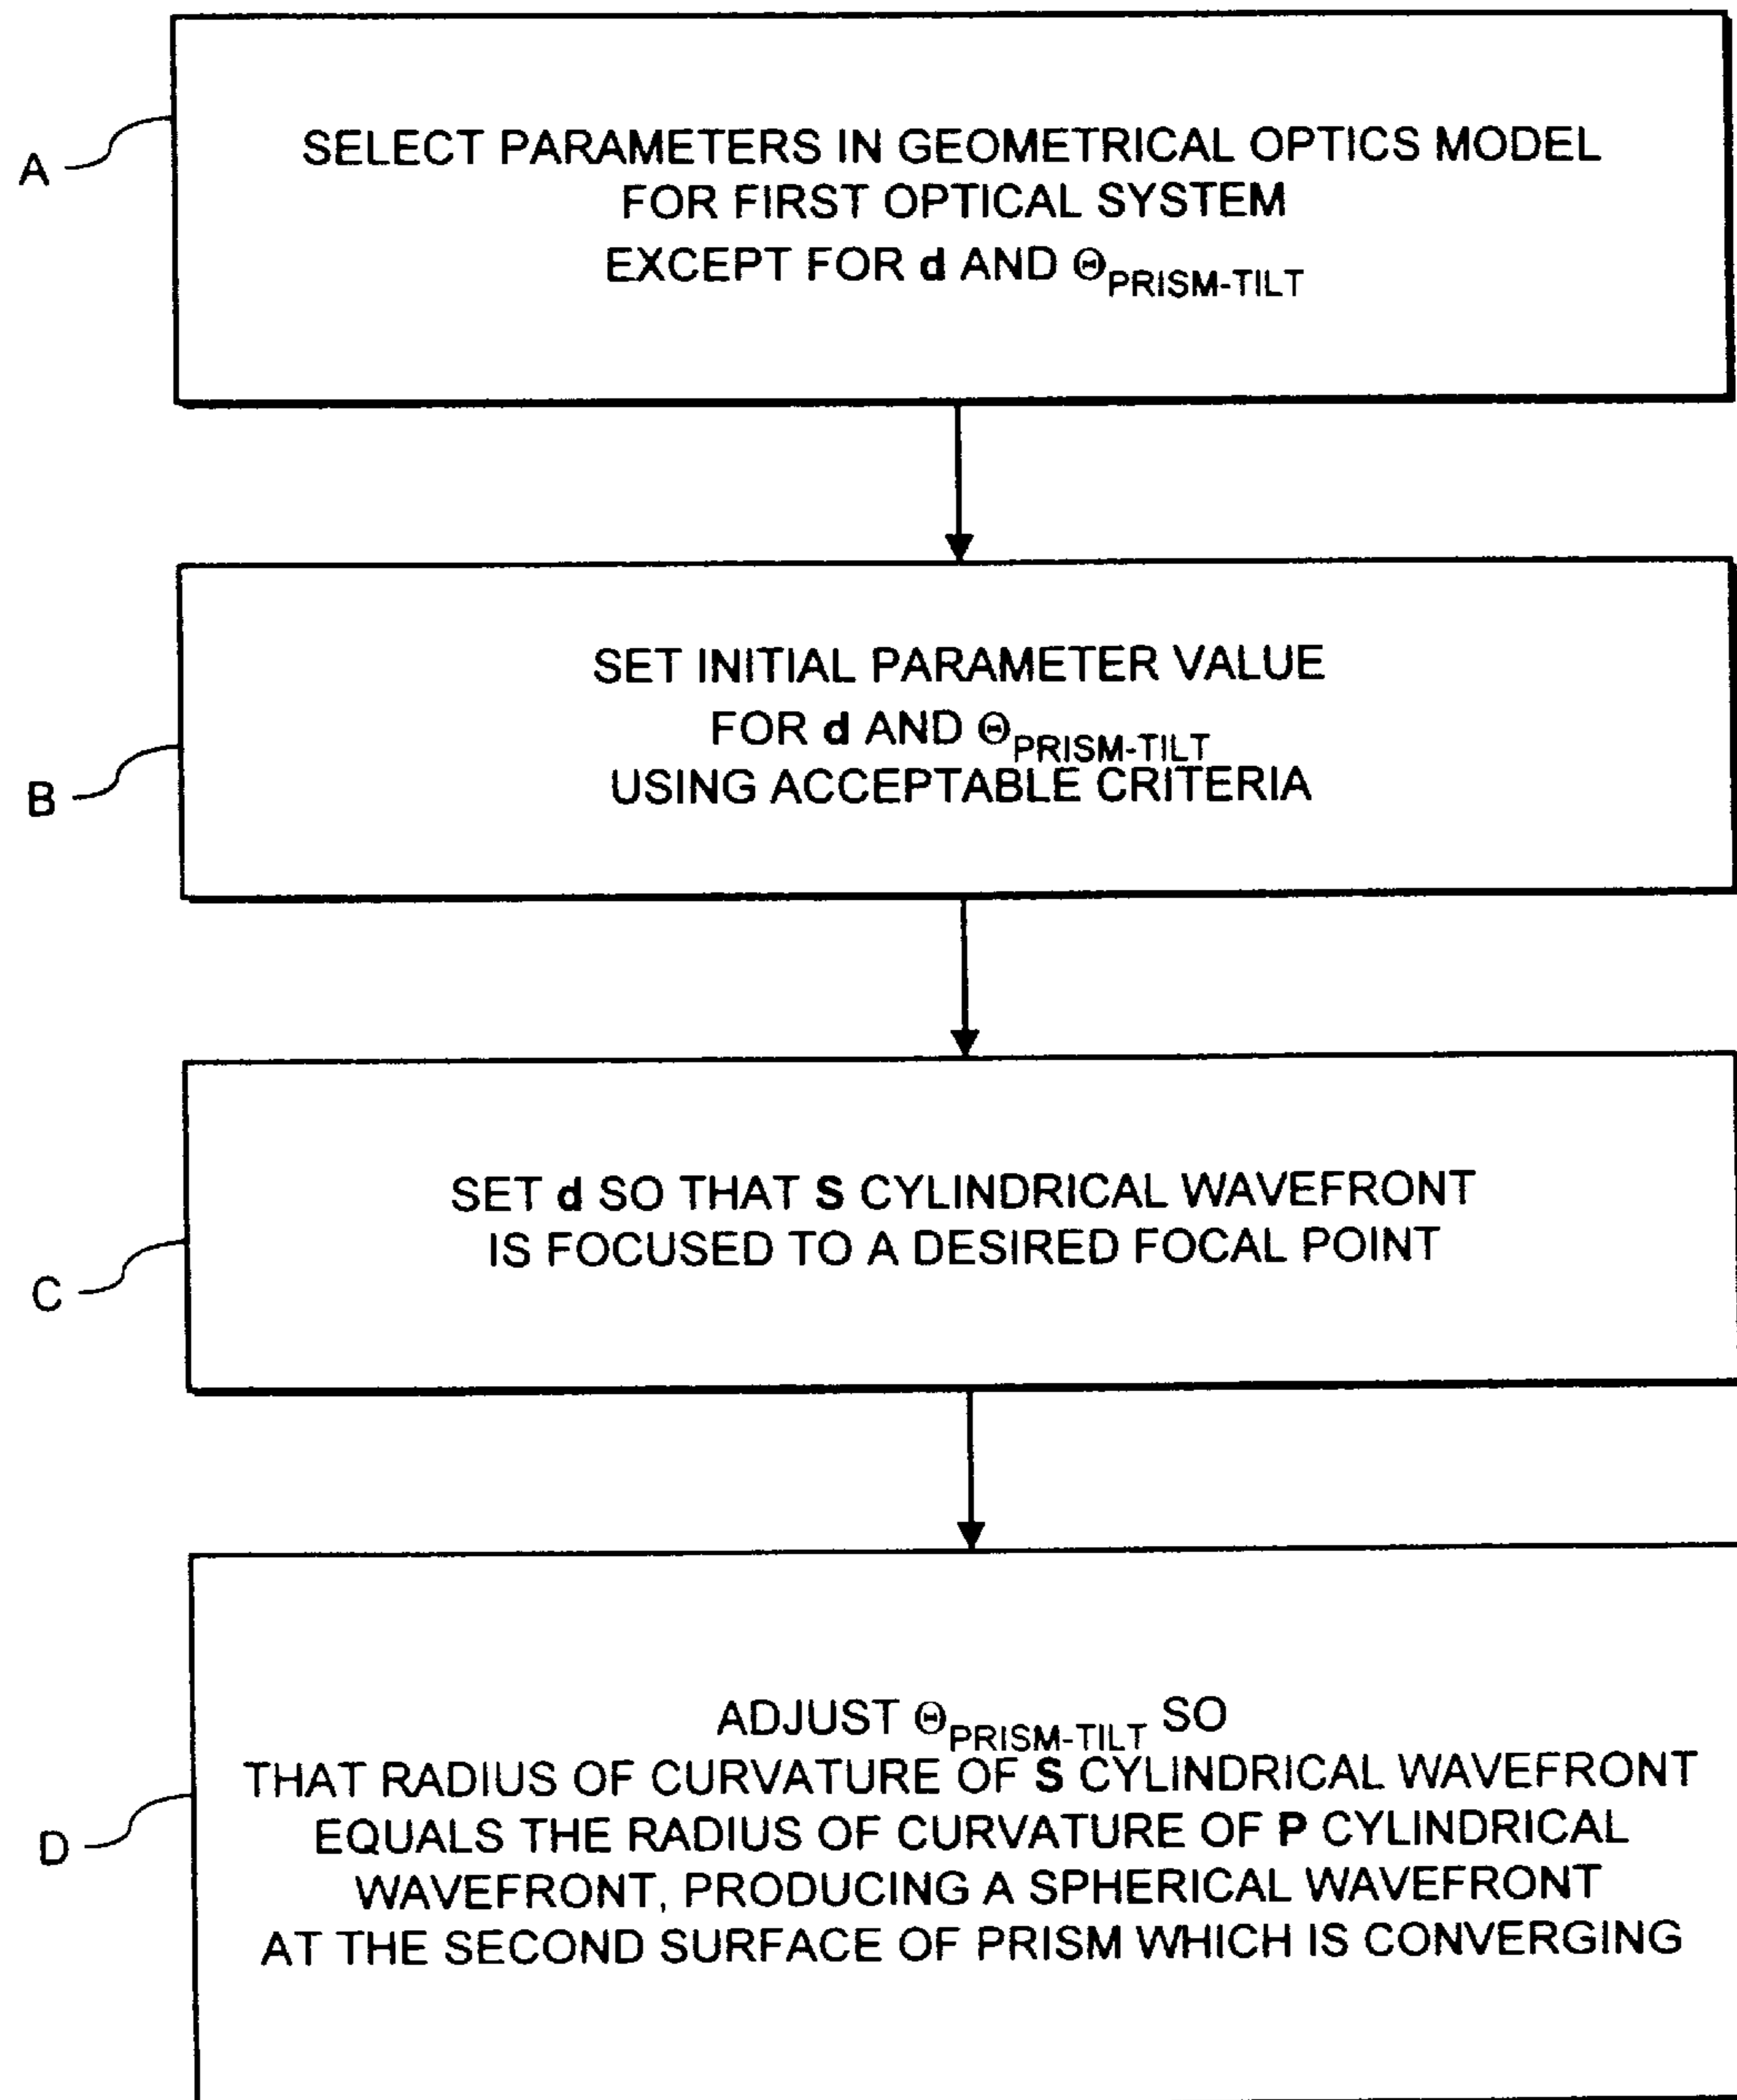 A
SELECT PARAMETERS IN GEOMETRICAL OPTICS MODEL
FOR FIRST OPTICAL SYSTEM
EXCEPT FOR d AND Θ PRISM-TILT
B
SET INITIAL PARAMETER VALUE
FOR d AND Θ PRISM-TILT
USING ACCEPTABLE CRITERIA
C
SET d SO THAT S CYLINDRICAL WAVEFRONT
IS FOCUSED TO A DESIRED FOCAL POINT
D
ADJUST Θ PRISM-TILT SO
THAT RADIUS OF CURVATURE OF S CYLINDRICAL WAVEFRONT
EQUALS THE RADIUS OF CURVATURE OF P CYLINDRICAL
WAVEFRONT, PRODUCING A SPHERICAL WAVEFRONT
AT THE SECOND SURFACE OF PRISM WHICH IS CONVERGING